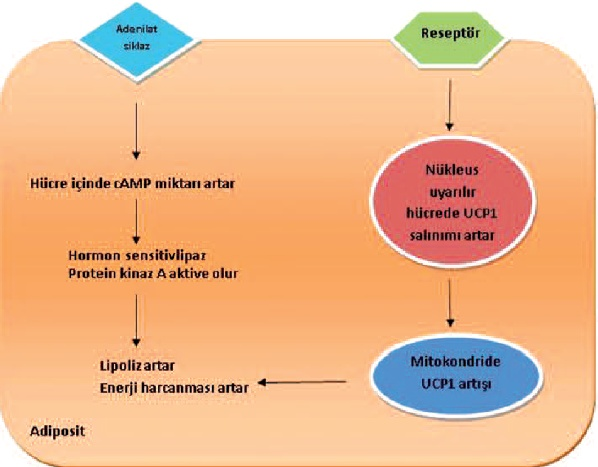 Adenilat
siklaz
Reseptör
Hücre içinde cAMP miktarı artar
Nükleus
uyarılır
hücrede UCP1
salınımı artar
Hormon sensitivlipaz
Protein kinaz A aktive olur
Lipoliz artar
Enerji harcanması artar
Mitokondride
UCP1 artışı
Adiposit